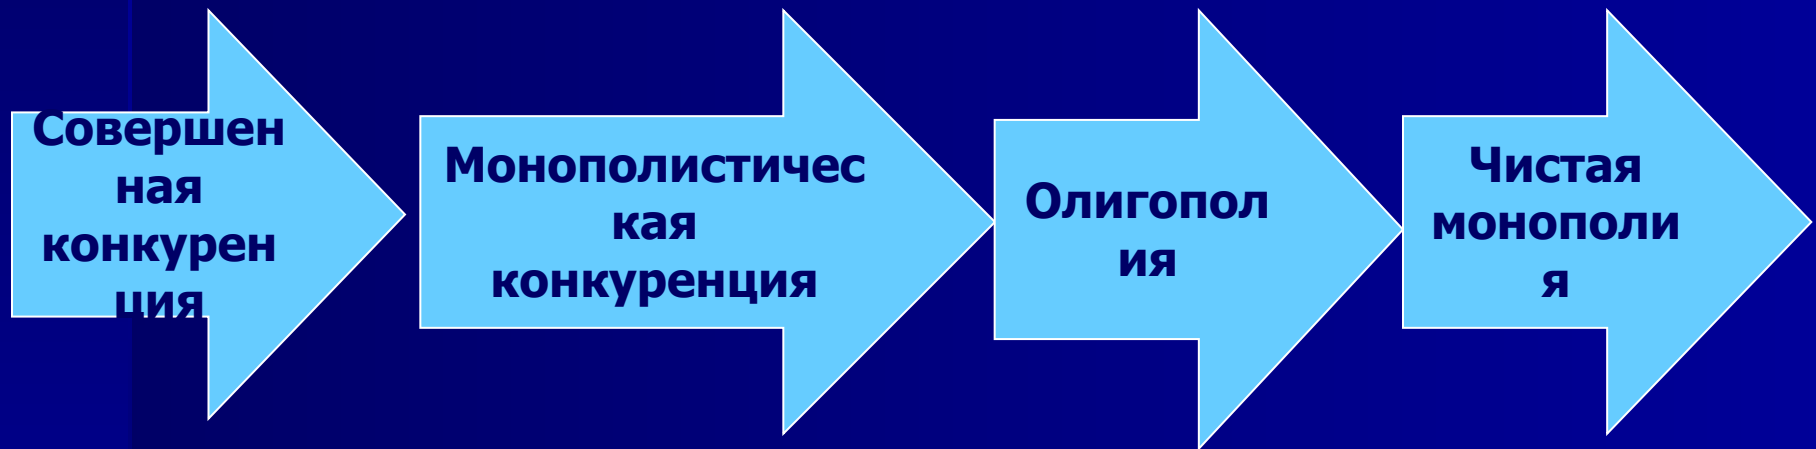 Совершен
ная
конкурен
ция
Монополистичес
кая
конкуренция
Олигопол
ия
Чистая
монополи
я